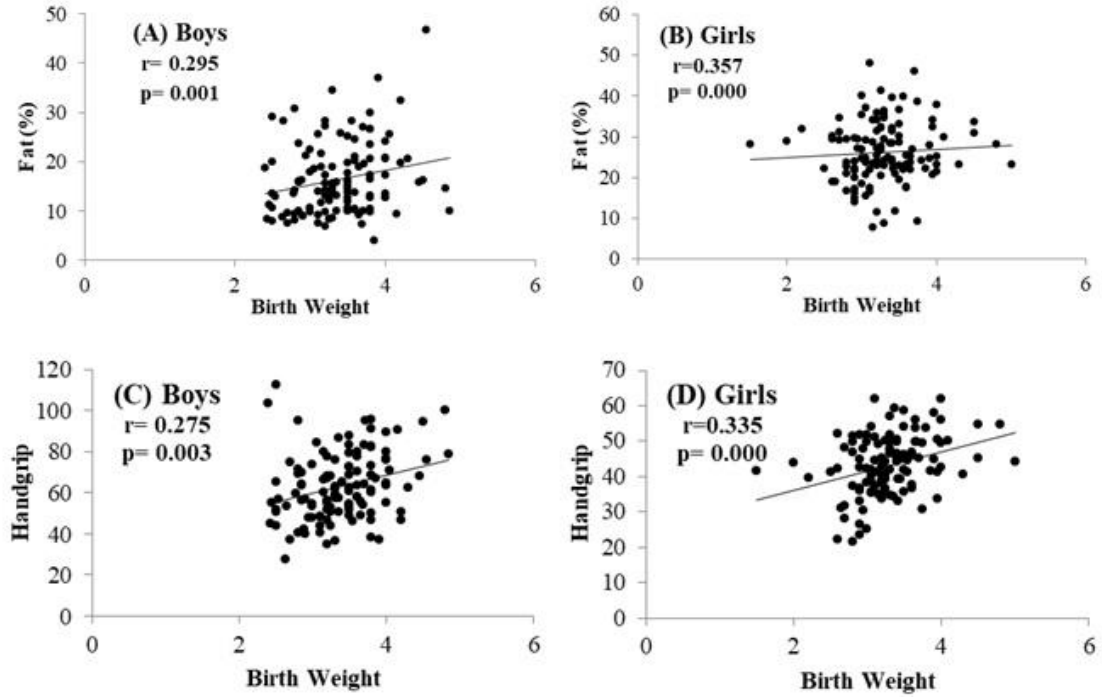 (A) Boys
r= 0.295
p= 0.001
Fat (%)
50
40
30
20
10
0
0 2 4 6
Birth Weight
(B) Girls
r=0.357
p= 0.000
Fat (%)
60
50
40
30
20
10
0
0 2 4 6
Birth Weight
(C) Boys
r= 0.275
p= 0.003
Handgrip
120
100
80
60
40
20
0
0 2 4 6
Birth Weight
(D) Girls
r=0.335
p= 0.000
Handgrip
70
60
50
40
30
20
10
0
0 2 4 6
Birth Weight